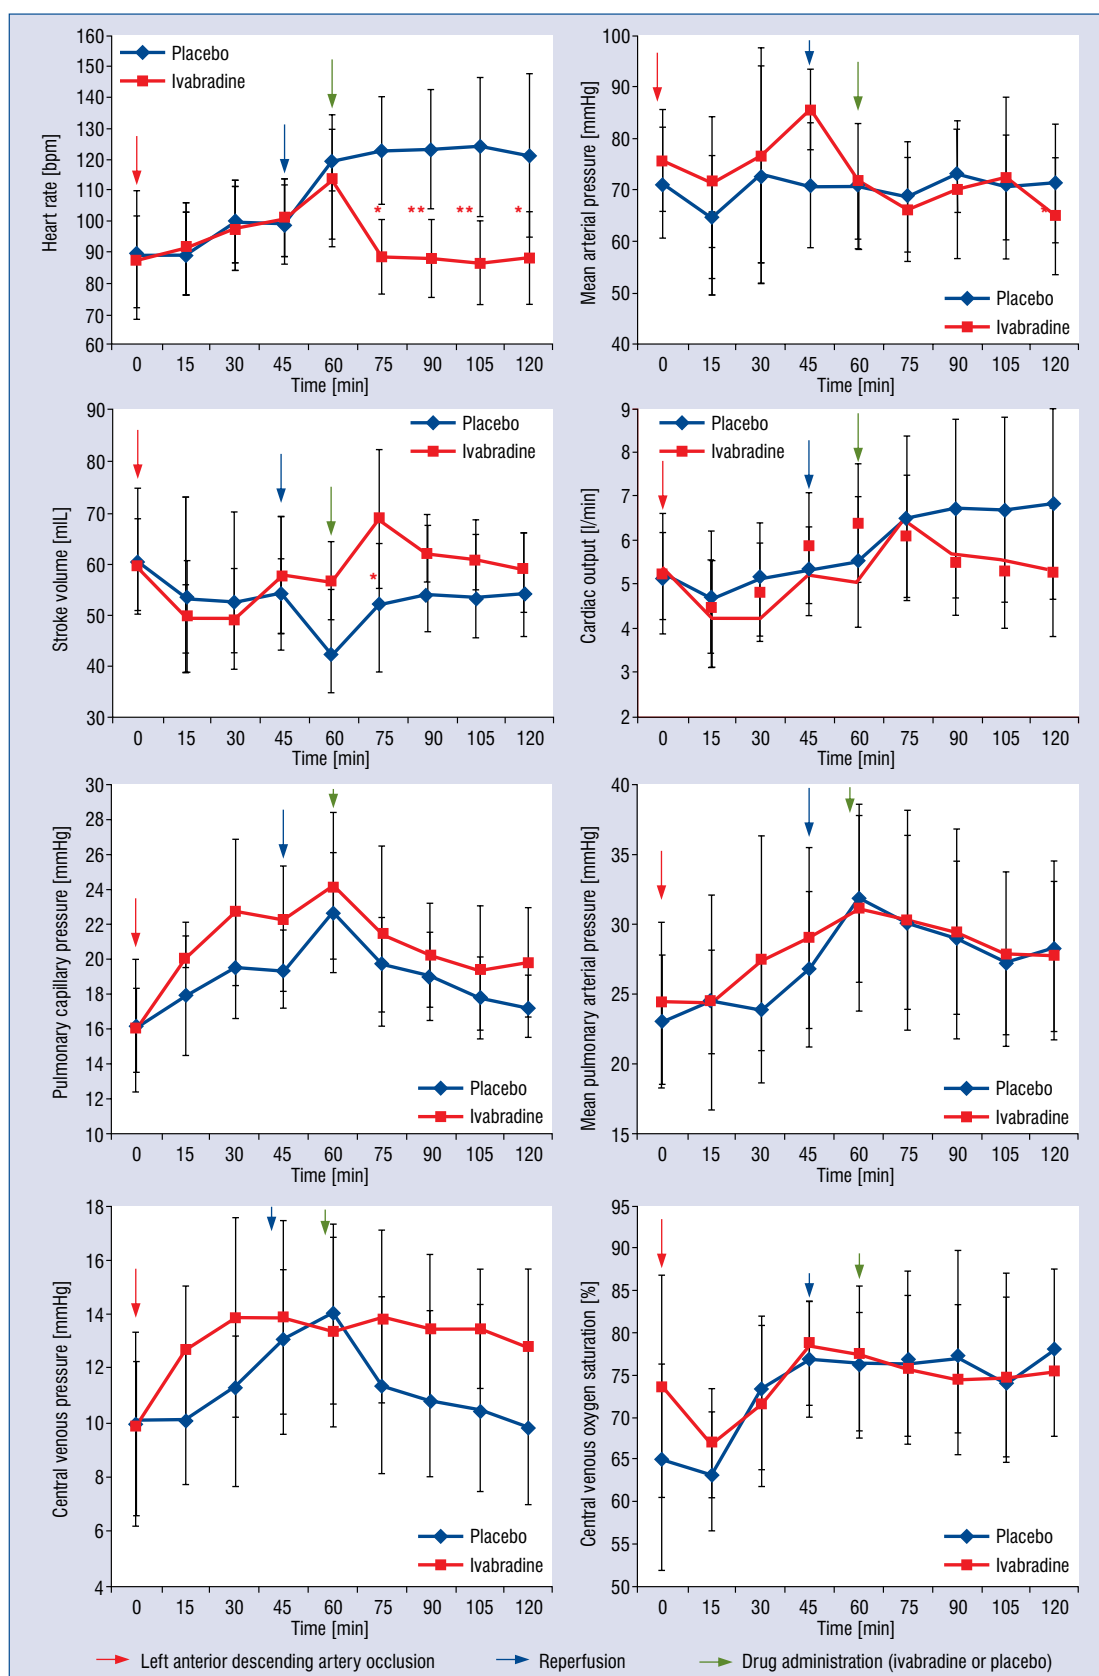 160
150
140
130
120
110
100
90
80
70
60
Heart rate [bpm]
Placebo
Ivabradine
*
**
**
*
0 15 30 45 60 75 90 105 120
Time [min]
100
90
80
70
60
50
40
Mean arterial pressure [mmHg]
*
Placebo
Ivabradine
0 15 30 45 60 75 90 105 120
Time [min]
90
80
70
60
50
40
30
Stroke volume [mlL]
Placebo
Ivabradine
*
0 15 30 45 60 75 90 105 120
Time [min]
9
8
7
6
5
4
3
2
Cardiac output [l/min]
Placebo
Ivabradine
0 15 30 45 60 75 90 105 120
Time [min]
30
28
26
24
22
20
18
16
14
12
10
Pulmonary capillary pressure [mmHg]
Placebo
Ivabradine
0 15 30 45 60 75 90 105 120
Time [min]
40
35
30
25
20
15
Mean pulmonary arterial pressure [mmHg]
Placebo
Ivabradine
0 15 30 45 60 75 90 105 120
Time [min]
18
16
14
12
10
8
6
4
Central venous pressure [mmHg]
Placebo
Ivabradine
0 15 30 45 60 75 90 105 120
Time [min]
95
90
85
80
75
70
65
60
55
50
Central venous oxygen saturation [%]
Placebo
Ivabradine
0 15 30 45 60 75 90 105 120
Time [min]
Left anterior descending artery occlusion
Reperfusion
Drug administration (ivabradine or placebo)